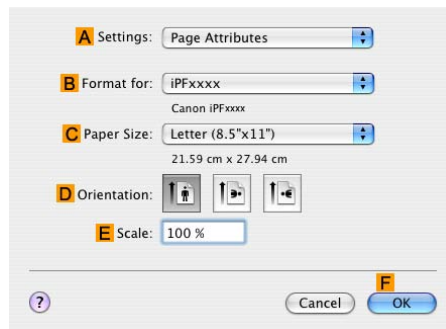 A Settings: Page Attributes
B Format for: iPFxxxx
Canon iPFxxxx
C Paper Size: Letter (8.5"x11")
21.59 cm x 27.94 cm
D Orientation:
E Scale: 100 %
F
? Cancel OK